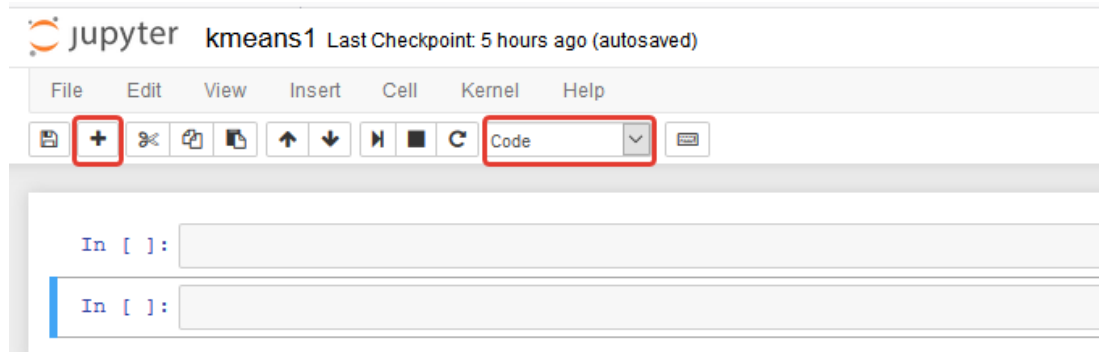 jupyter kmeans1 Last Checkpoint: 5 hours ago (autosaved)
File Edit View Insert Cell Kernel Help
Code
In [ ]:
In [ ]: